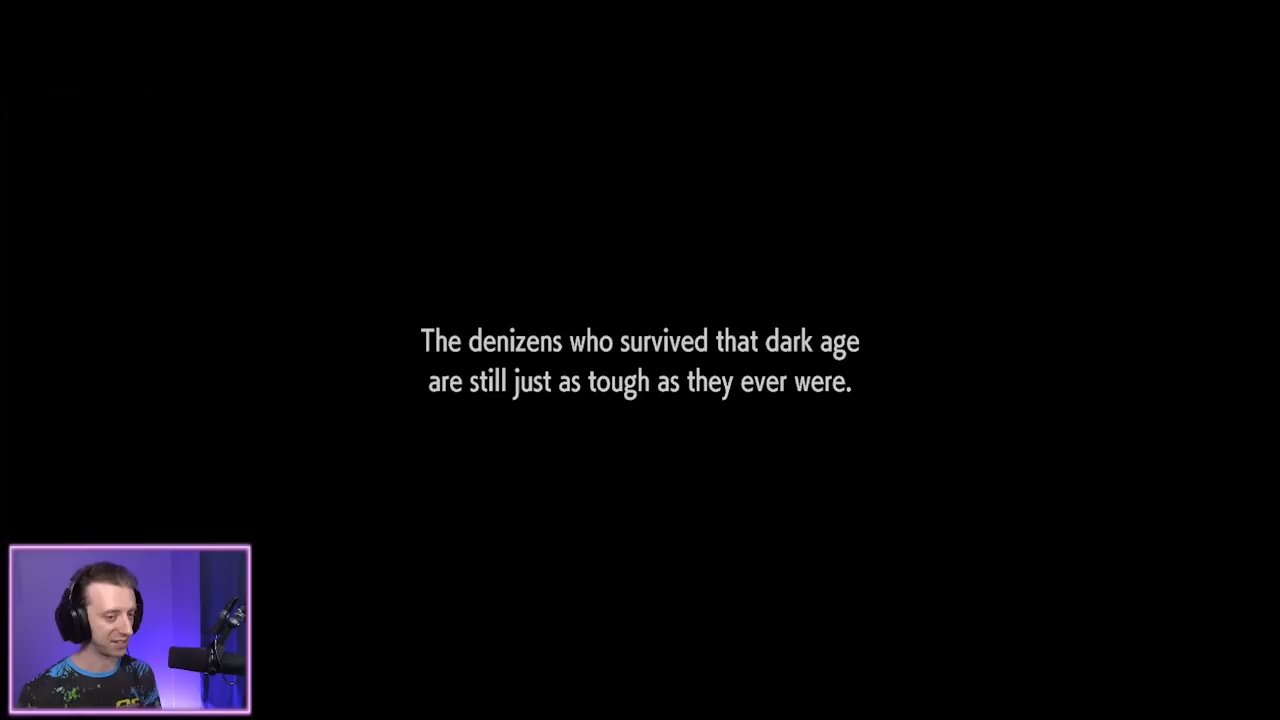 The denizens who survived that dark age
are still just as tough as they ever were.